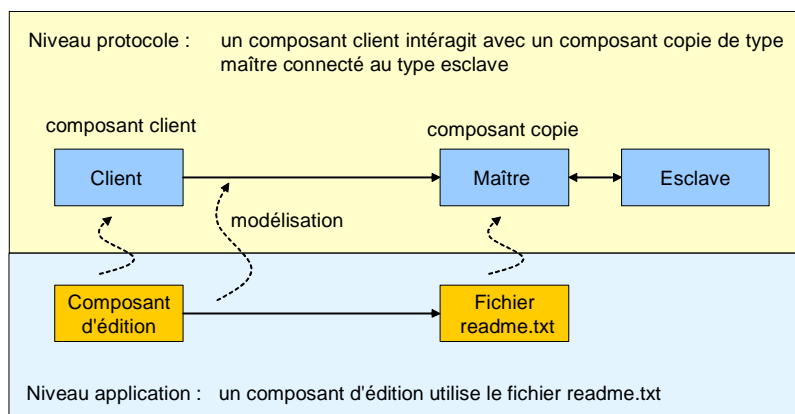 Niveau protocole : un composant client intéragit avec un composant copie de type
maître connecté au type esclave
composant client
composant copie
Client
Maître
Esclave
modélisation
Composant
d'édition
Fichier
readme.txt
Niveau application : un composant d'édition utilise le fichier readme.txt